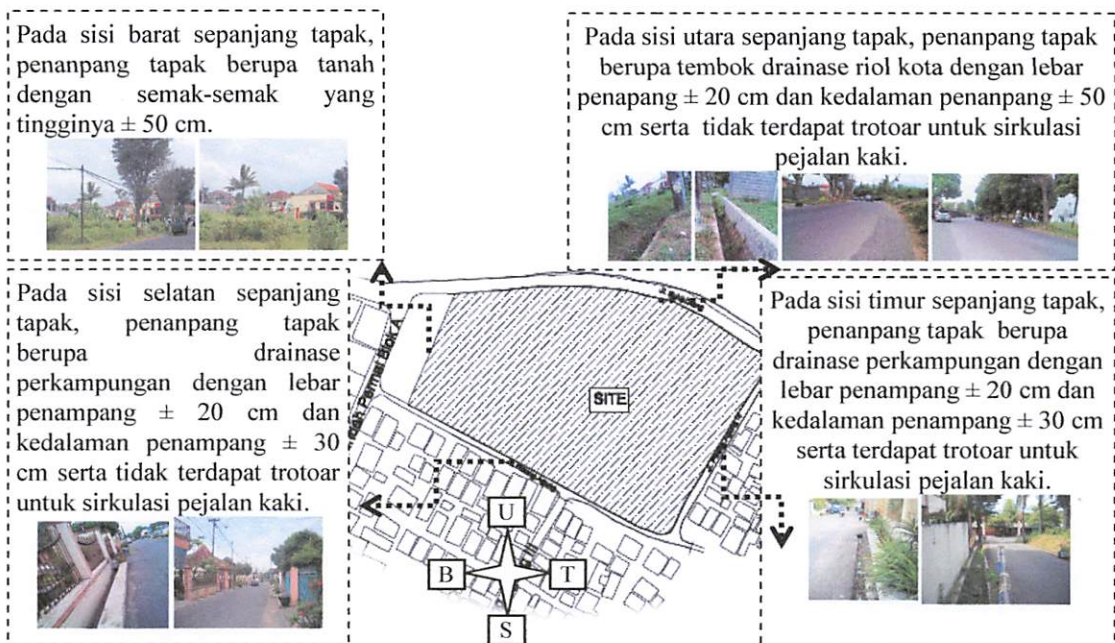 Pada sisi barat sepanjang tapak,
penanpang tapak berupa tanah
dengan semak-semak yang
tingginya ± 50 cm.
Pada sisi utara sepanjang tapak, penanpang tapak
berupa tembok drainase riol kota dengan lebar
penapang ± 20 cm dan kedalaman penanpang ± 50
cm serta tidak terdapat trotoar untuk sirkulasi
pejalan kaki.
Pada sisi selatan sepanjang
tapak, penanpang tapak
berupa drainase
perkampungan dengan lebar
penampang ± 20 cm dan
kedalaman penampang ± 30
cm serta tidak terdapat trotoar
untuk sirkulasi pejalan kaki.
Pada sisi timur sepanjang tapak,
penanpang tapak berupa
drainase perkampungan dengan
lebar penampang ± 20 cm dan
kedalaman penampang ± 30 cm
serta terdapat trotoar untuk
sirkulasi pejalan kaki.
SITE
Permai Blok A
U
B
T
S